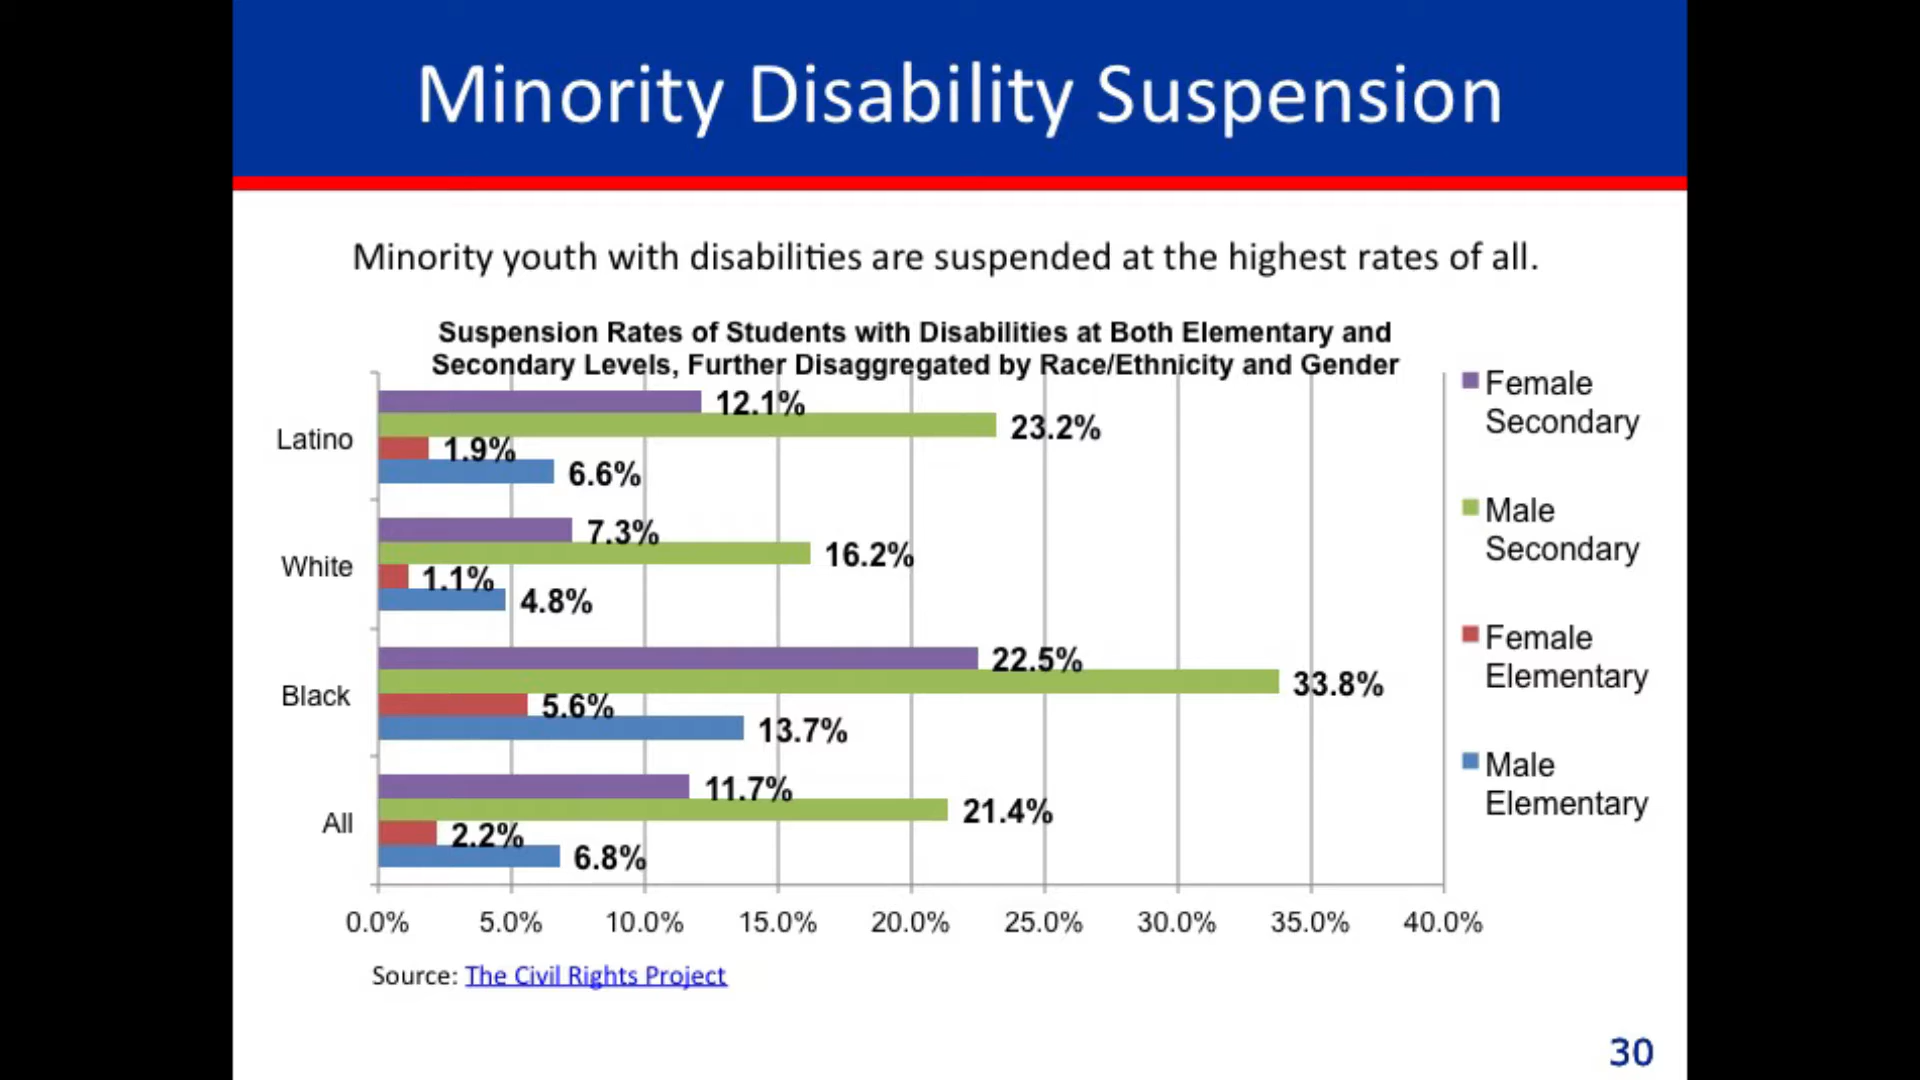 Minority Disability Suspension
Minority youth with disabilities are suspended at the highest rates of all.
Suspension Rates of Students with Disabilities at Both Elementary and
Secondary Levels, Further Disaggregated by Race/Ethnicity and Gender
Latino
12.1%
23.2%
1.9%
6.6%
White
7.3%
16.2%
1.1%
4.8%
Black
22.5%
33.8%
5.6%
13.7%
All
11.7%
21.4%
2.2%
6.8%
0.0% 5.0% 10.0% 15.0% 20.0% 25.0% 30.0% 35.0% 40.0%
Female
Secondary
Male
Secondary
Female
Elementary
Male
Elementary
Source: The Civil Rights Project
30